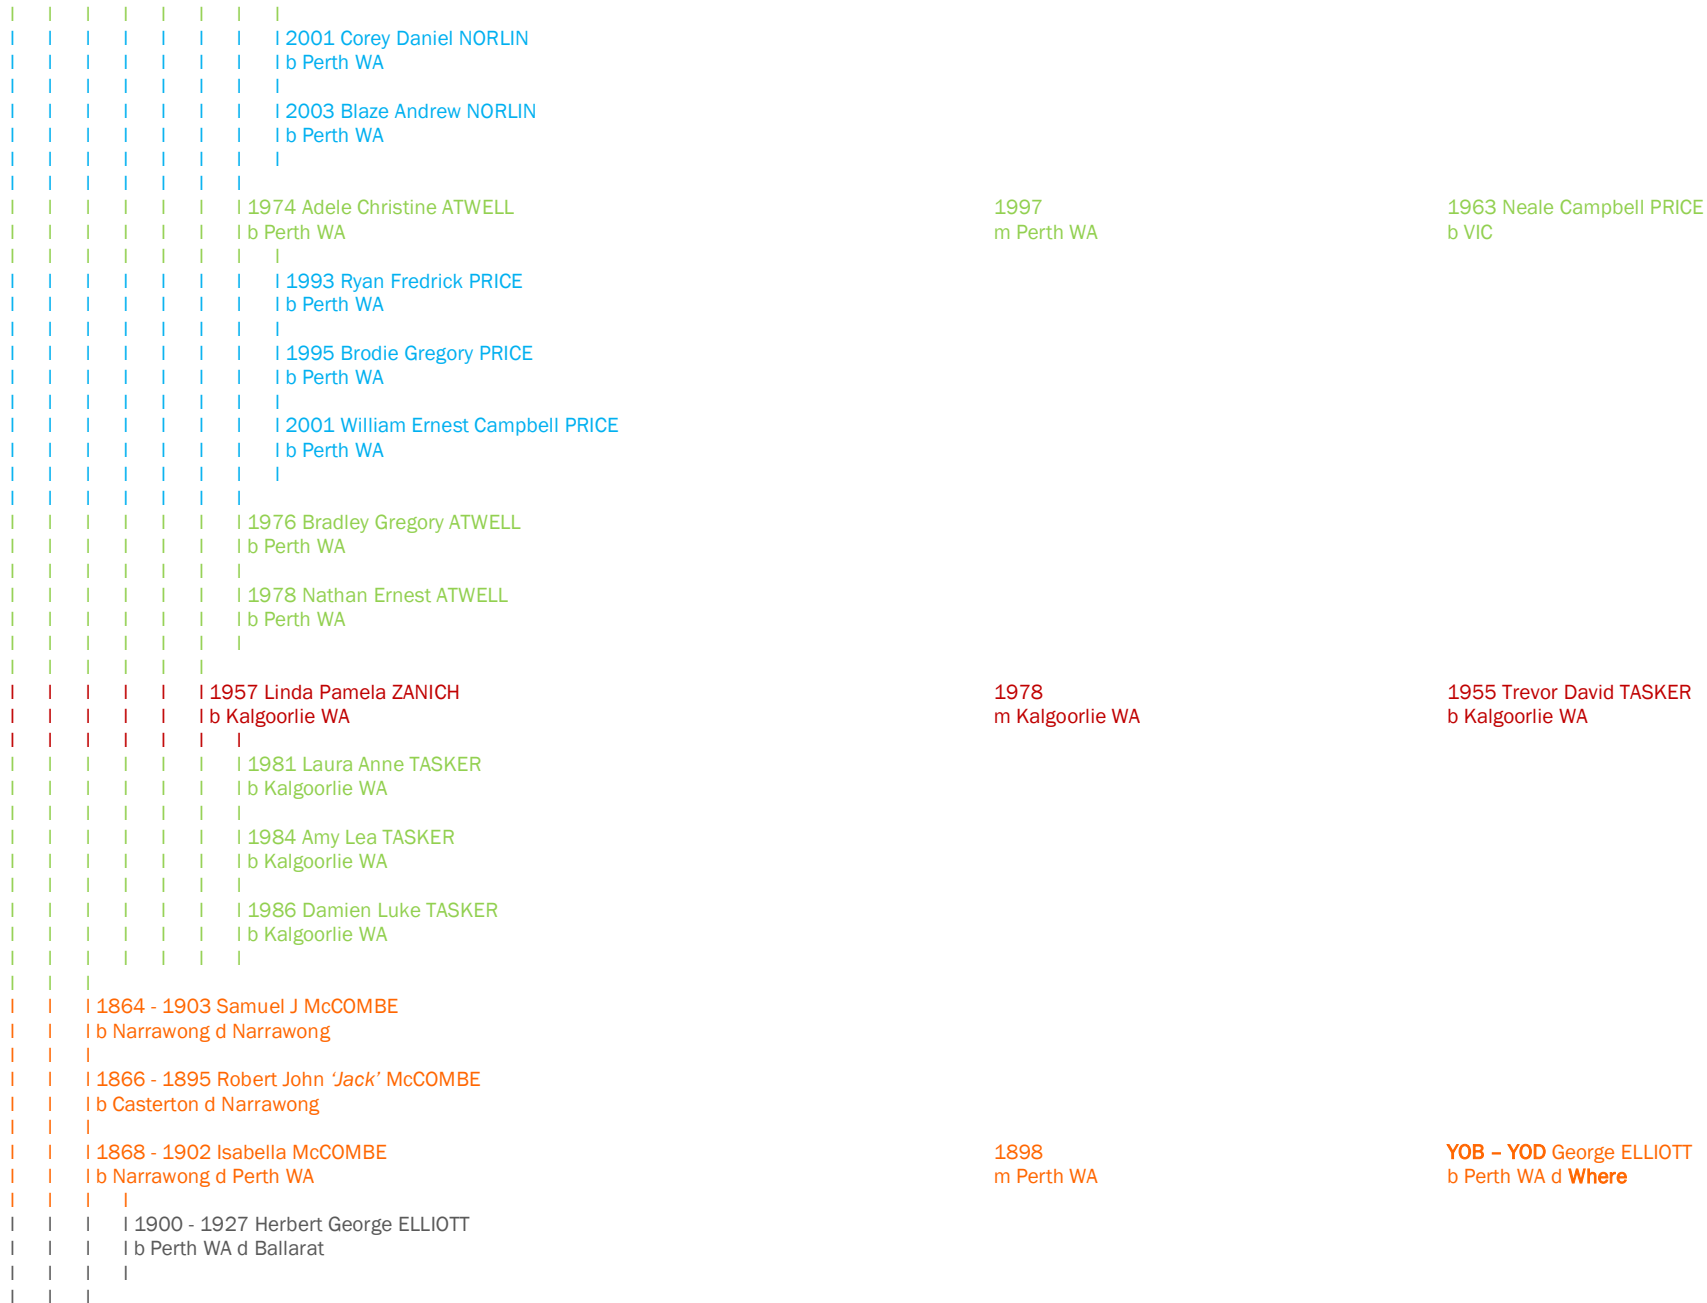 2001 Corey Daniel NORLIN
b Perth WA
2003 Blaze Andrew NORLIN
b Perth WA
1974 Adele Christine ATWELL 1997 1963 Neale Campbell PRICE
b Perth WA m Perth WA b VIC
1993 Ryan Fredrick PRICE
b Perth WA
1995 Brodie Gregory PRICE
b Perth WA
2001 William Ernest Campbell PRICE
b Perth WA
1976 Bradley Gregory ATWELL
b Perth WA
1978 Nathan Ernest ATWELL
b Perth WA
1957 Linda Pamela ZANICH 1978 1955 Trevor David TASKER
b Kalgoorlie WA m Kalgoorlie WA b Kalgoorlie WA
1981 Laura Anne TASKER
b Kalgoorlie WA
1984 Amy Lea TASKER
b Kalgoorlie WA
1986 Damien Luke TASKER
b Kalgoorlie WA
1864 - 1903 Samuel J McCOMBE
b Narrawong d Narrawong
1866 - 1895 Robert John ‘Jack’ McCOMBE
b Casterton d Narrawong
1868 - 1902 Isabella McCOMBE 1898 YOB – YOD George ELLIOTT
b Narrawong d Perth WA m Perth WA b Perth WA d Where
1900 - 1927 Herbert George ELLIOTT
b Perth WA d Ballarat